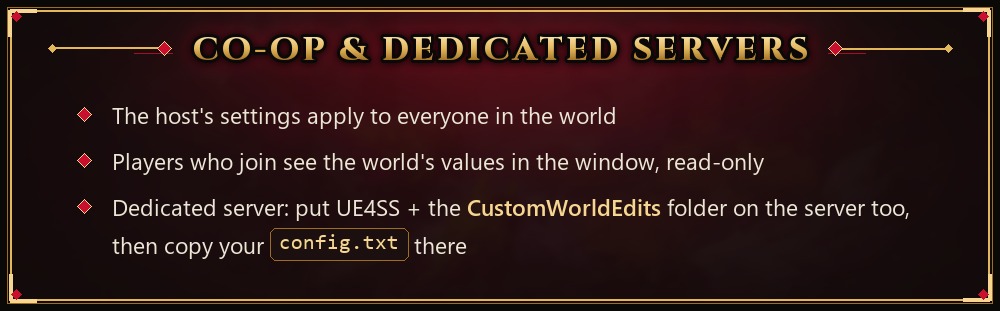 CO-OP & DEDICATED SERVERS
The host's settings apply to everyone in the world
Players who join see the world's values in the window, read-only
Dedicated server: put UE4SS + the CustomWorldEdits folder on the server too,
then copy your config.txt there